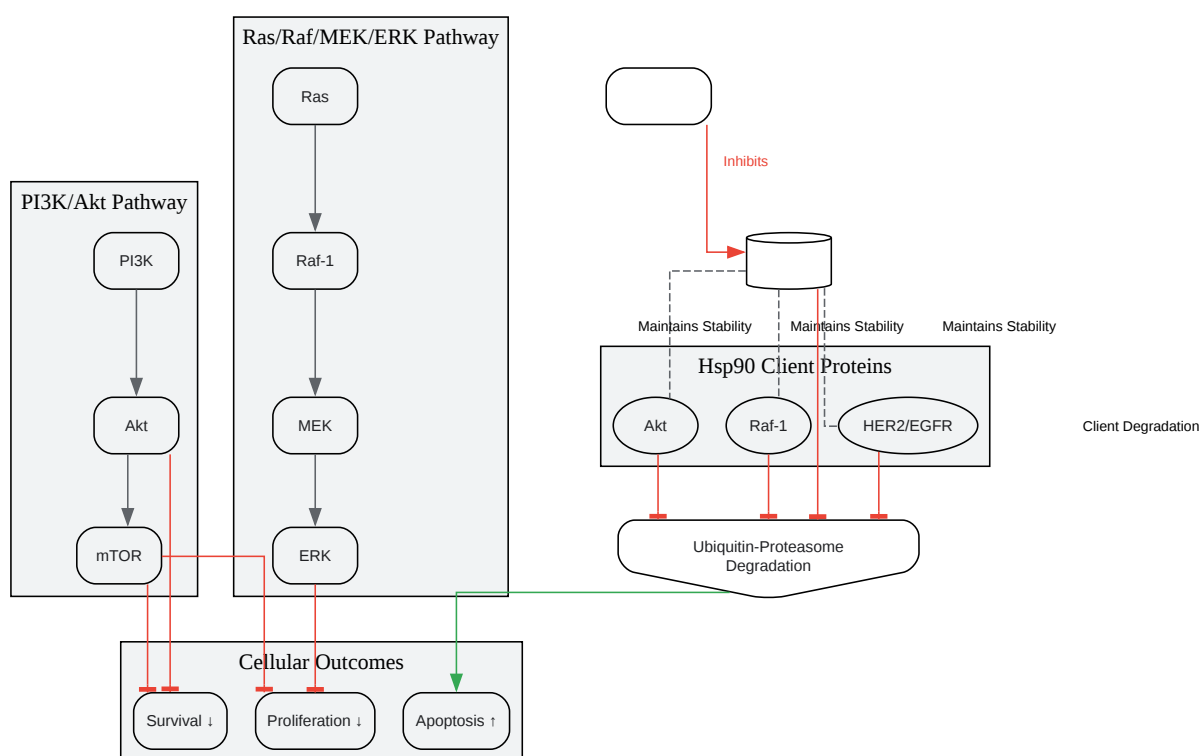 Ras/Raf/MEK/ERK Pathway
Ras
Inhibits
PI3K/Akt Pathway
PI3K
Raf-1
Maintains Stability
Maintains Stability
Maintains Stability
Hsp90 Client Proteins
Akt
MEK
Akt
Raf-1
HER2/EGFR
Client Degradation
mTOR
ERK
Ubiquitin-Proteasome
Degradation
Cellular Outcomes
Survival ↓
Proliferation ↓
Apoptosis ↑